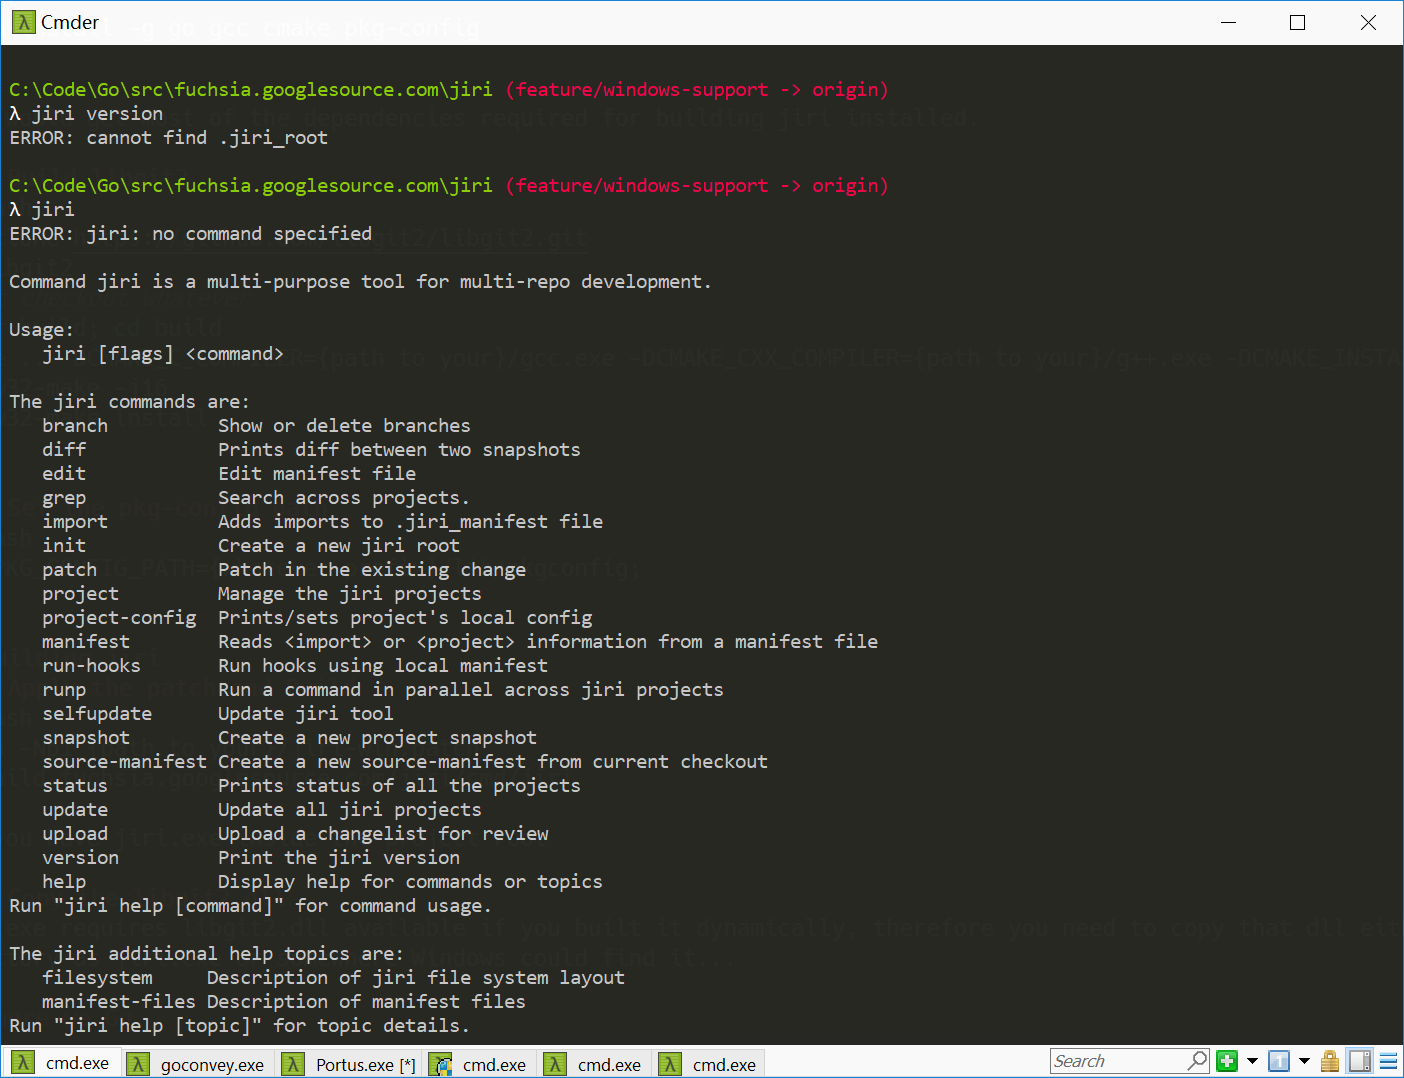 Cmder
C:\Code\Go\src\fuchsia.googlesource.com\jiri (feature/windows-support -> origin)
λ jiri version
ERROR: cannot find .jiri_root
C:\Code\Go\src\fuchsia.googlesource.com\jiri (feature/windows-support -> origin)
λ jiri
ERROR: jiri: no command specified
Command jiri is a multi-purpose tool for multi-repo development.
Usage:
jiri [flags] <command>
The jiri commands are:
branch Show or delete branches
diff Prints diff between two snapshots
edit Edit manifest file
grep Search across projects.
import Adds imports to .jiri_manifest file
init Create a new jiri root
patch Patch in the existing change
project Manage the jiri projects
project-config Prints/sets project's local config
manifest Reads <import> or <project> information from a manifest file
run-hooks Run hooks using local manifest
runp Run a command in parallel across jiri projects
selfupdate Update jiri tool
snapshot Create a new project snapshot
source-manifest Create a new source-manifest from current checkout
status Prints status of all the projects
update Update all jiri projects
upload Upload a changelist for review
version Print the jiri version
help Display help for commands or topics
Run "jiri help [command]" for command usage.
The jiri additional help topics are:
filesystem Description of jiri file system layout
manifest-files Description of manifest files
Run "jiri help [topic]" for topic details.
cmd.exe goconvey.exe Portus.exe [*] cmd.exe cmd.exe cmd.exe Search